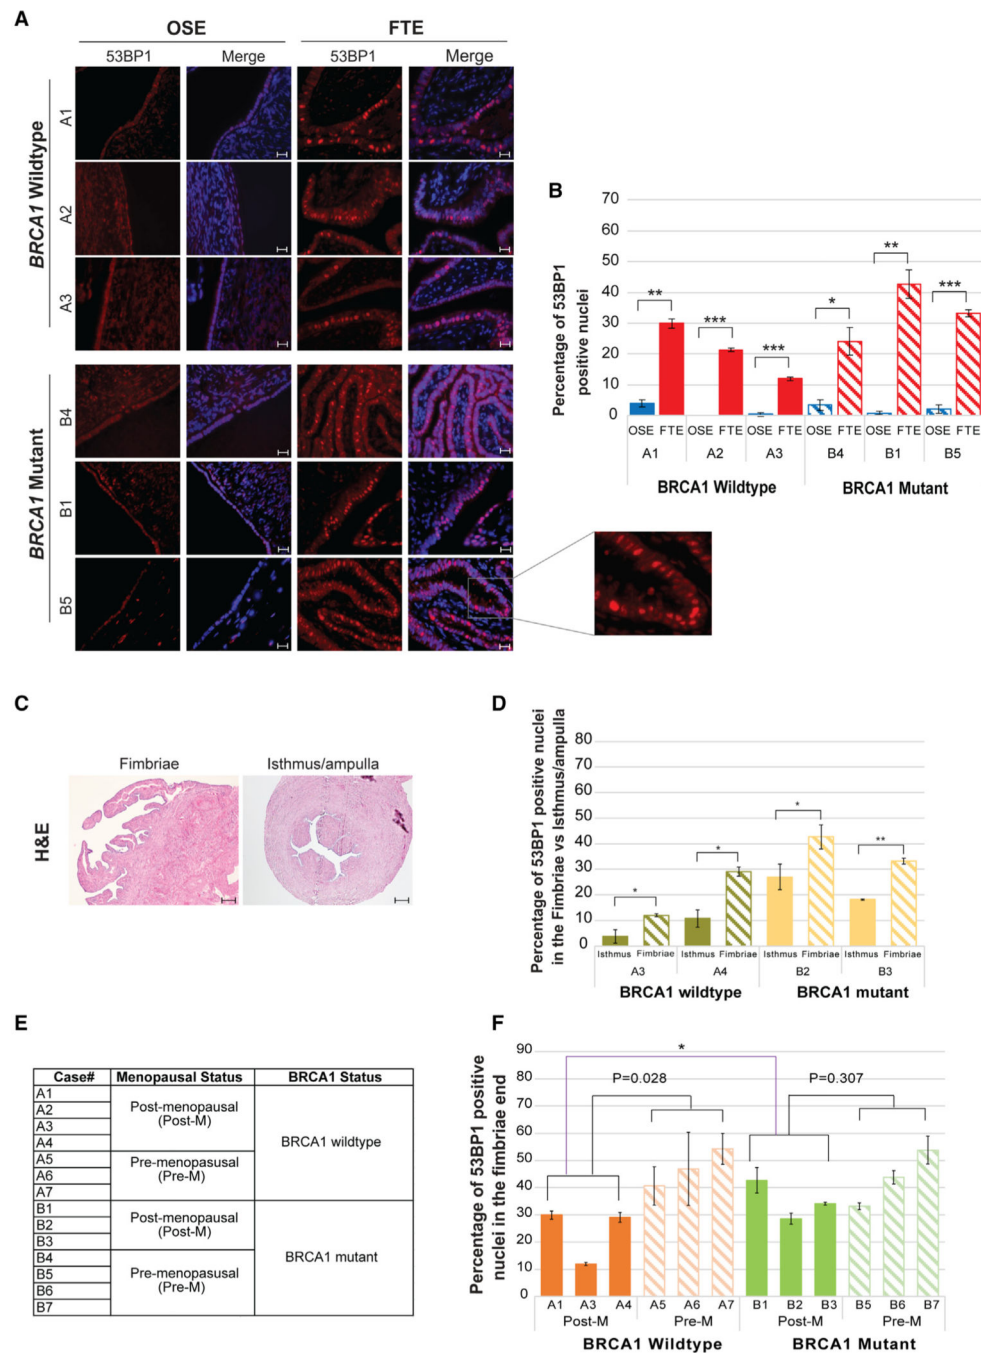 A
OSE FTE
53BP1 Merge 53BP1 Merge
BRCA1 Wildtype
A1
A2
A3
BRCA1 Mutant
B4
B1
B5
B
Percentage of 53BP1
positive nuclei
70
60
50
40
30
20
10
0
** *** *** * ** ***
OSE FTE OSE FTE OSE FTE OSE FTE OSE FTE OSE FTE
A1 A2 A3 B4 B1 B5
BRCA1 Wildtype BRCA1 Mutant
C
Fimbriae Isthmus/ampulla
H&E
D
Percentage of 53BP1 positive nuclei
in the Fimbriae vs Isthmus/ampulla
80
70
60
50
40
30
20
10
0
* * * **
Isthmus Fimbriae Isthmus Fimbriae Isthmus Fimbriae Isthmus Fimbriae
A3 A4 B2 B3
BRCA1 wildtype BRCA1 mutant
E
Case# Menopausal Status BRCA1 Status
A1
A2
A3
A4
Post-menopausal
(Post-M)
A5
A6
A7
Pre-menopasusal
(Pre-M)
BRCA1 wildtype
B1
B2
B3
Post-menopausal
(Post-M)
B4
B5
B6
B7
Pre-menopasusal
(Pre-M)
BRCA1 mutant
F
Percentage of 53BP1 positive
nuclei in the fimbriae end
90
80
70
60
50
40
30
20
10
0
*
P=0.028 P=0.307
A1 A3 A4 A5 A6 A7 B1 B2 B3 B5 B6 B7
Post-M Pre-M Post-M Pre-M
BRCA1 Wildtype BRCA1 Mutant